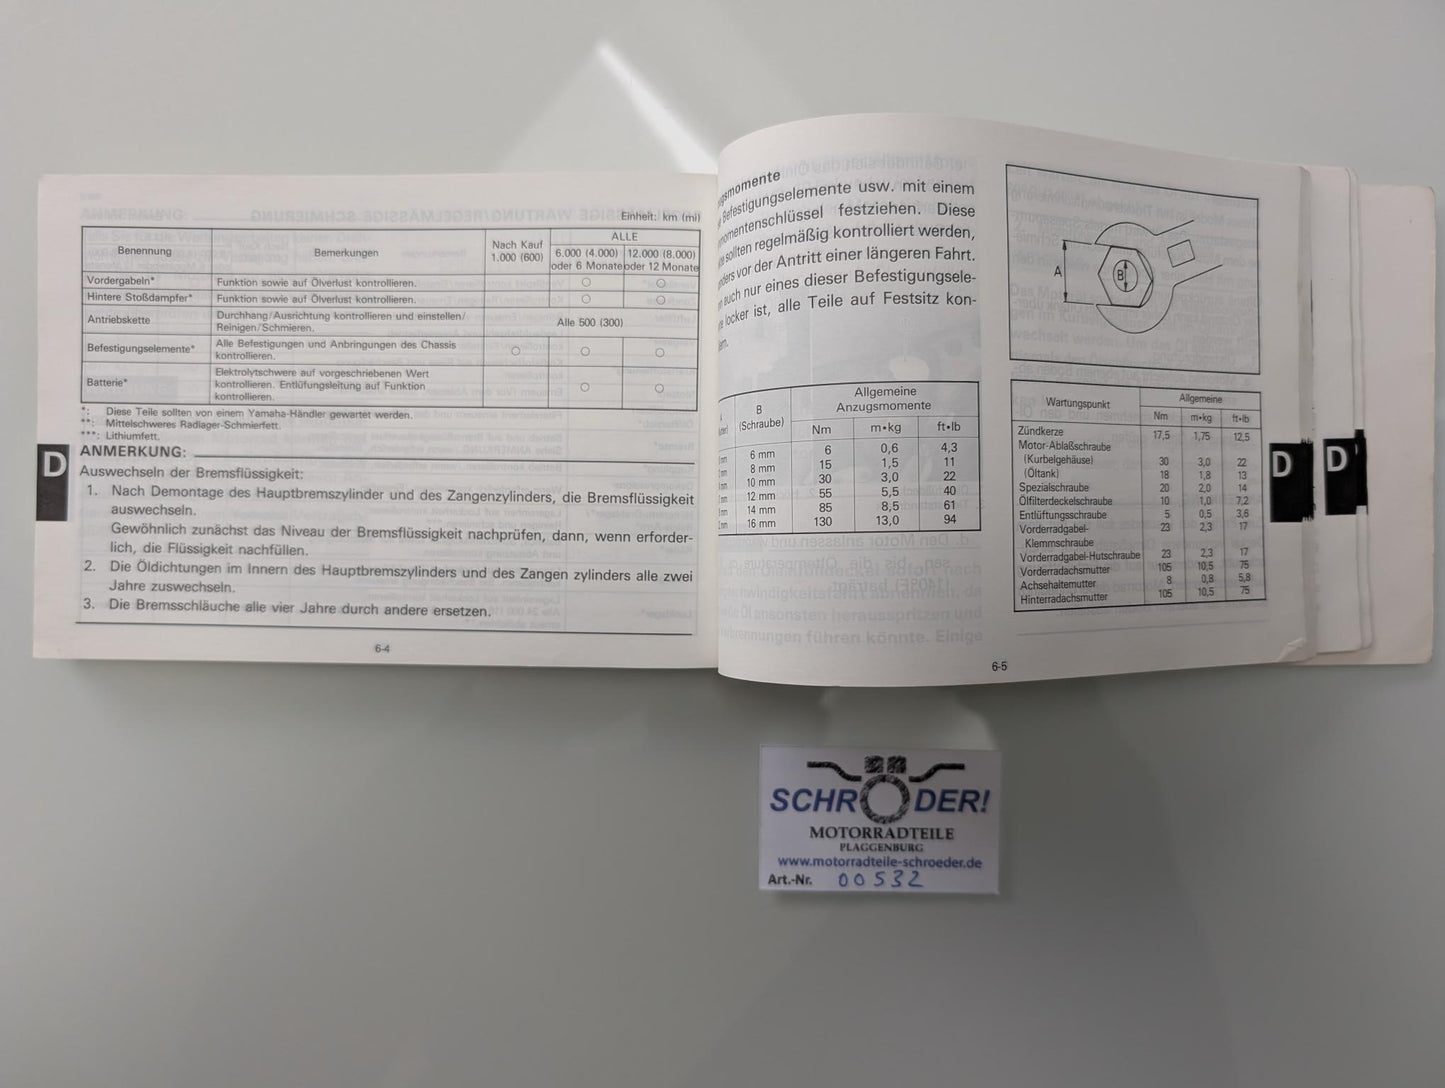 Einheit: km (mi)
Benennung
Bemerkungen
Nach Kauf
1.000 (600)
ALLE
6.000 (4.000)
oder 6 Monate
12.000 (8.000)
oder 12 Monate
Vordergabeln* Funktion sowie auf Ölverlust kontrollieren. ○ ○
Hintere Stoßdampfer* Funktion sowie auf Ölverlust kontrollieren. ○ ○
Antriebskette Durchhang/Ausrichtung kontrollieren und einstellen/
Reinigen/Schmieren. Alle 500 (300)
Befestigungselemente* Alle Befestigungen und Anbringungen des Chassis
kontrollieren. ○ ○ ○
Batterie* Elektrolytschwere auf vorgeschriebenen Wert
kontrollieren. Entlüfungsleitung auf Funktion
kontrollieren. ○ ○
*: Diese Teile sollten von einem Yamaha-Händler gewartet werden.
**: Mittelschweres Radlager-Schmierfett.
***: Lithiumfett.
ANMERKUNG:
Auswechseln der Bremsflüssigkeit:
1. Nach Demontage des Hauptbremszylinder und des Zangenzylinders, die Bremsflüssigkeit
auswechseln.
Gewöhnlich zunächst das Niveau der Bremsflüssigkeit nachprüfen, dann, wenn erforder-
lich, die Flüssigkeit nachfüllen.
2. Die Öldichtungen im Innern des Hauptbremszylinders und des Zangen zylinders alle zwei
Jahre zuswechseln.
3. Die Bremsschläuche alle vier Jahre durch andere ersetzen.
6-4
D
gsmomente
Befestigungselemente usw. mit einem
momentenschlüssel festziehen. Diese
sollten regelmäßig kontrolliert werden,
nders vor der Antritt einer längeren Fahrt.
auch nur eines dieser Befestigungsele-
locker ist, alle Teile auf Festsitz kon-
B
(Schraube)
Allgemeine
Anzugsmomente
Nm m•kg ft•lb
6 mm 6 0,6 4,3
8 mm 15 1,5 11
10 mm 30 3,0 22
12 mm 55 5,5 40
14 mm 85 8,5 61
16 mm 130 13,0 94
A
B
Wartungspunkt
Allgemeine
Nm m•kg ft•lb
Zündkerze 17,5 1,75 12,5
Motor-Ablaßschraube
(Kurbelgehäuse) 30 3,0 22
(Öltank) 18 1,8 13
Spezialschraube 20 2,0 14
Ölfilterdeckelschraube 10 1,0 7,2
Entlüftungsschraube 5 0,5 3,6
Vorderradgabel- 23 2,3 17
Klemmschraube
Vorderradgabel-Hutschraube 23 2,3 17
Vorderradachsmutter 105 10,5 75
Achsehaltemutter 8 0,8 5,8
Hinterradachsmutter 105 10,5 75
6-5
D
D
SCHRÖDER!
MOTORRADTEILE
PLAGGENBURG
www.motorradteile-schroeder.de
Art.-Nr. 00532